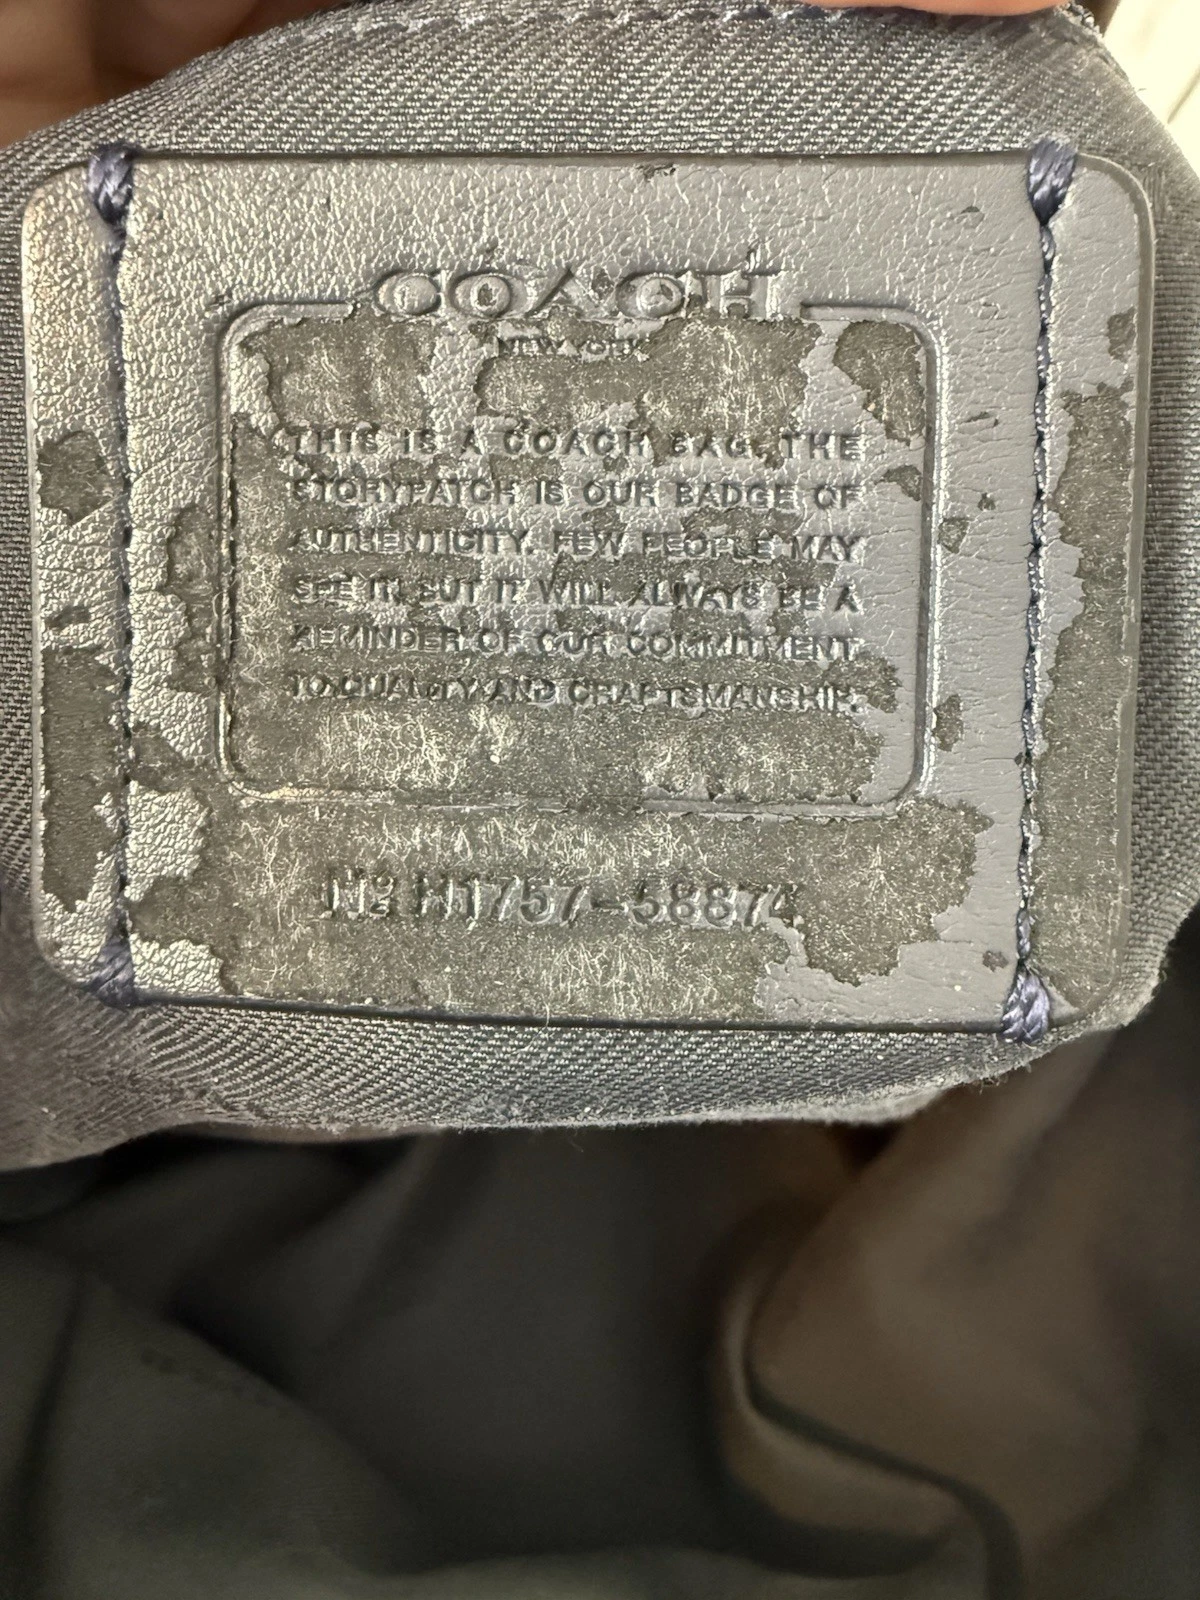 COACH
NEW YORK
THIS IS A COACH BAG. THE
STORYPATCH IS OUR BADGE OF
AUTHENTICITY. FEW PEOPLE MAY
SEE IT, BUT IT WILL ALWAYS BE A
REMINDER OF OUR COMMITMENT
TO QUALITY AND CRAFTSMANSHIP.
Nº H1757-58874